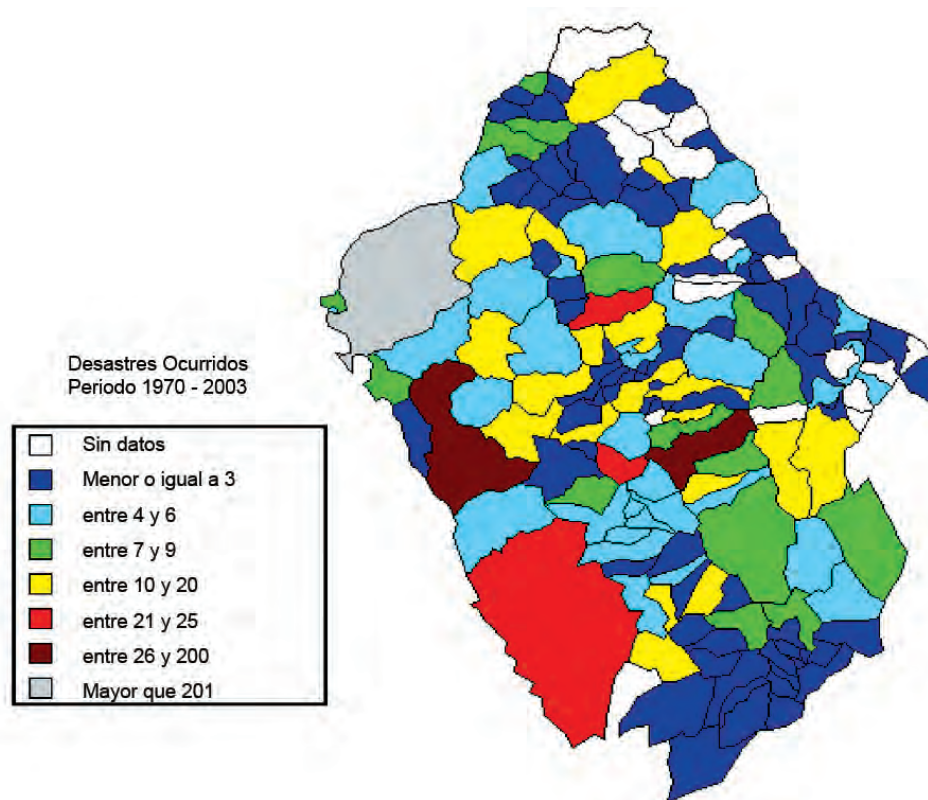 Desastres Ocurridos
Periodo 1970 - 2003
Sin datos
Menor o igual a 3
entre 4 y 6
entre 7 y 9
entre 10 y 20
entre 21 y 25
entre 26 y 200
Mayor que 201